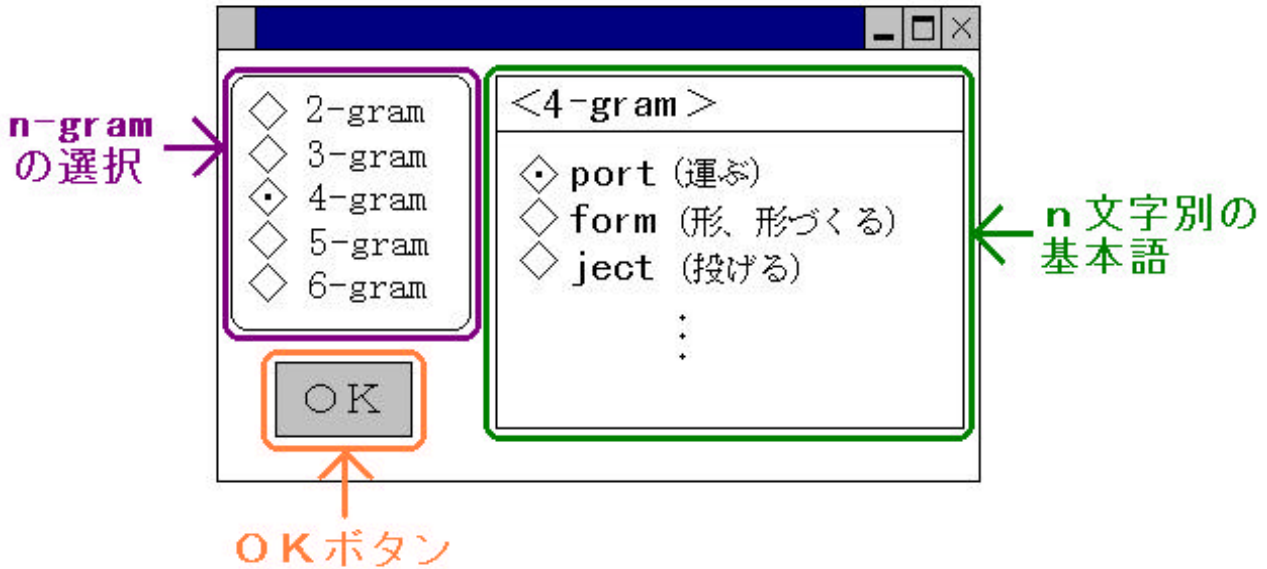 n-gram
の選択
2-gram
3-gram
4-gram
5-gram
6-gram
OK
OKボタン
<4-gram>
port (運ぶ)
form (形、形づくる)
ject (投げる)
n文字別の
基本語